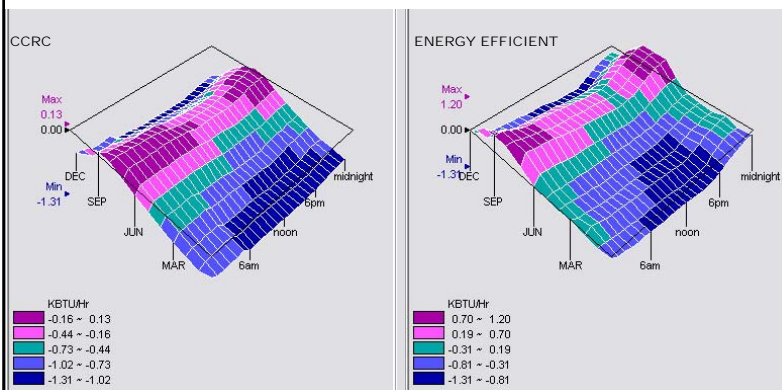 CCRC
Max
0.13
0.00
Min
-1.31
DEC
SEP
JUN
MAR
6am
noon
6pm
midnight
KBTU/Hr
-0.16 ~ 0.13
-0.44 ~ -0.16
-0.73 ~ -0.44
-1.02 ~ -0.73
-1.31 ~ -1.02
ENERGY EFFICIENT
Max
1.20
0.00
Min
-1.31
DEC
SEP
JUN
MAR
6am
noon
6pm
midnight
KBTU/Hr
0.70 ~ 1.20
0.19 ~ 0.70
-0.31 ~ 0.19
-0.81 ~ -0.31
-1.31 ~ -0.81